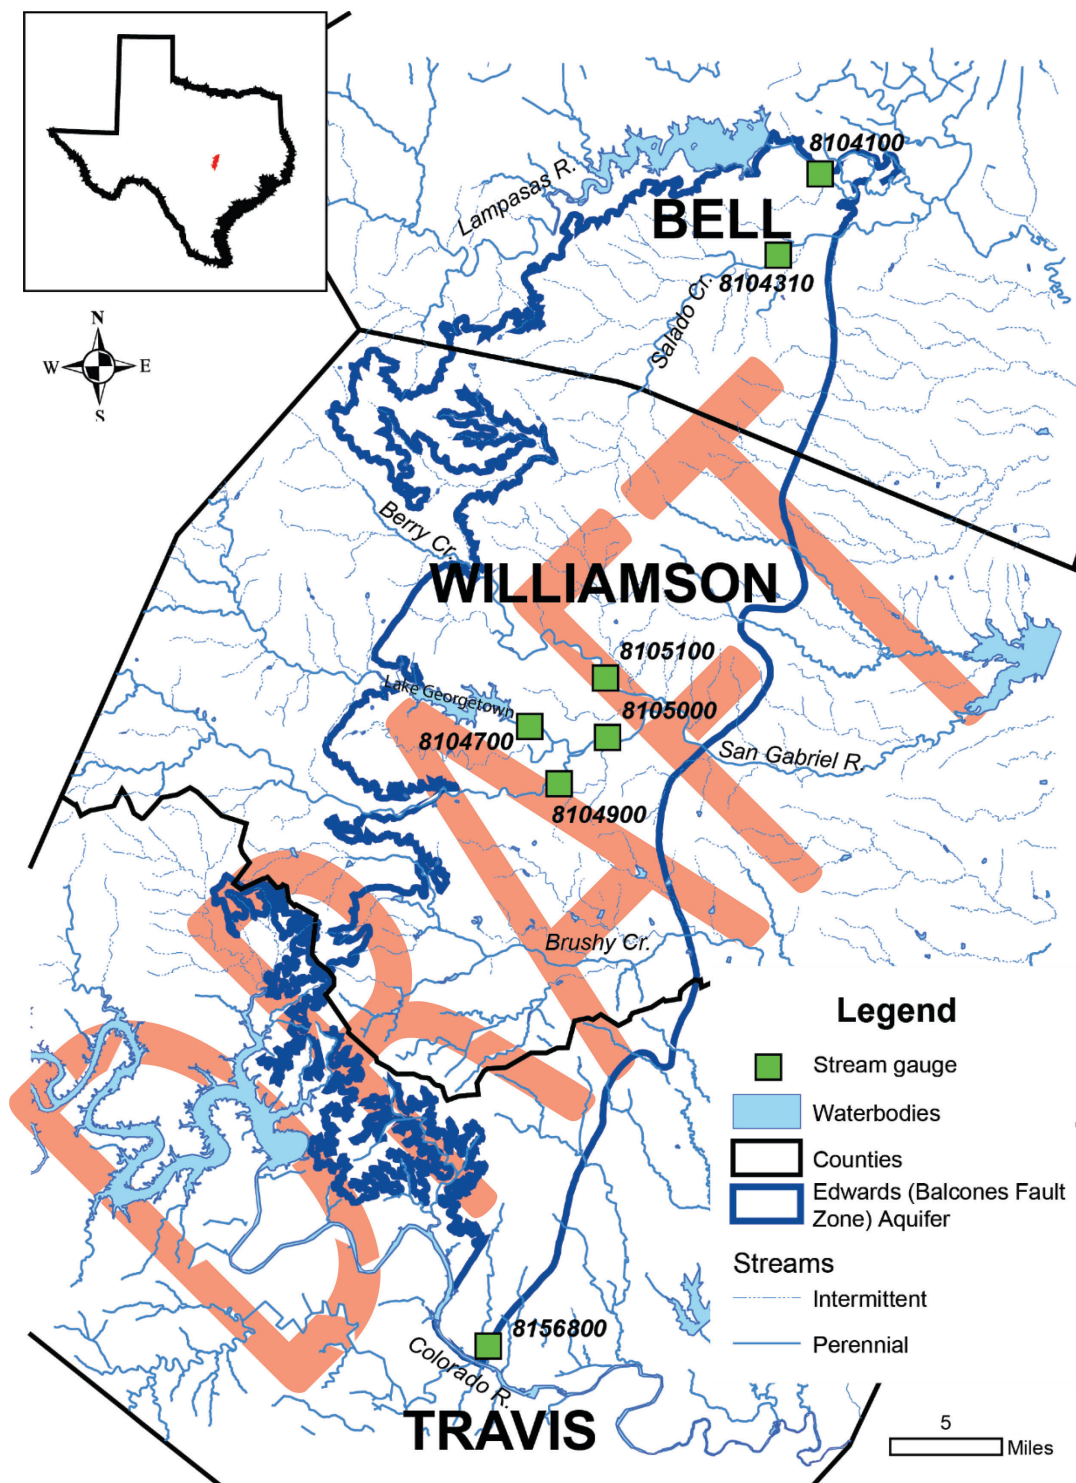 8104100
Lampasas R.
BELL
8104310
Salado Cr.
N
W
E
S
Berry Cr.
WILLIAMSON
8105100
Lake Georgetown
8105000
8104700
San Gabriel R.
8104900
Brushy Cr.
DRAFT
Legend
Stream gauge
Waterbodies
Counties
Edwards (Balcones Fault
Zone) Aquifer
Streams
Intermittent
Perennial
8156800
Colorado R.
TRAVIS
5
Miles